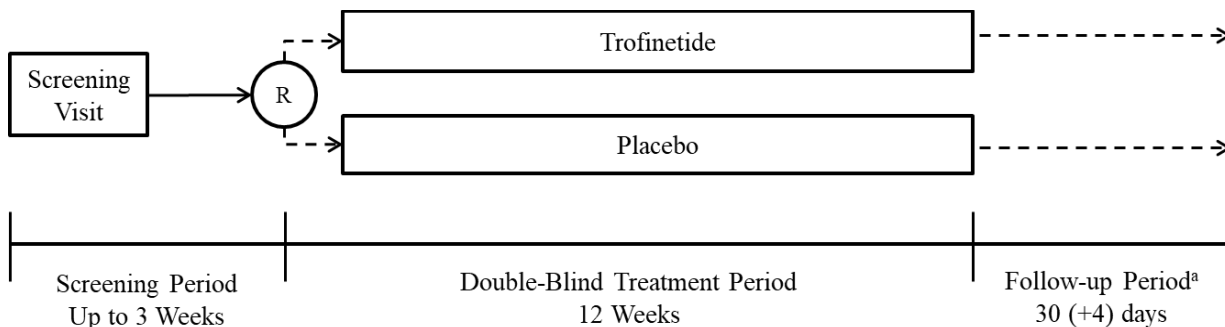 Trofinetide
Screening
Visit
R
Placebo
Screening Period
Up to 3 Weeks
Double-Blind Treatment Period
12 Weeks
Follow-up Periodᵃ
30 (+4) days